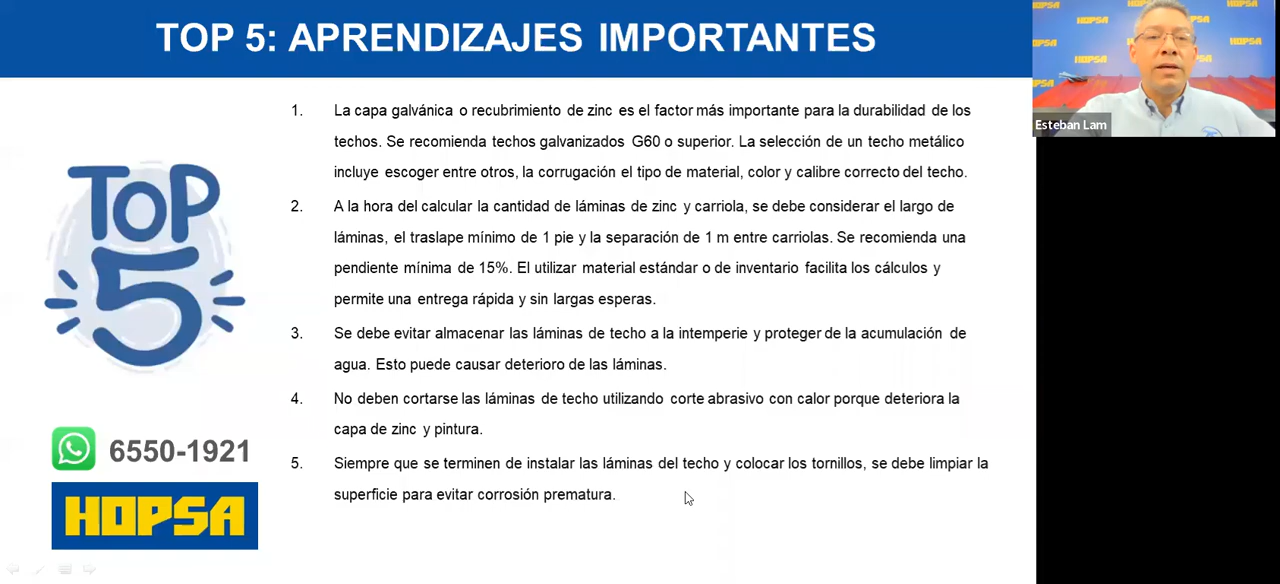 TOP 5: APRENDIZAJES IMPORTANTES
HOPSA
HOPSA
HOPSA
HOPSA
HOPSA
HOPSA
HOPSA
Esteban Lam
TOP
5
1. La capa galvánica o recubrimiento de zinc es el factor más importante para la durabilidad de los
techos. Se recomienda techos galvanizados G60 o superior. La selección de un techo metálico
incluye escoger entre otros, la corrugación el tipo de material, color y calibre correcto del techo.
2. A la hora del calcular la cantidad de láminas de zinc y carriola, se debe considerar el largo de
láminas, el traslape mínimo de 1 pie y la separación de 1 m entre carriolas. Se recomienda una
pendiente mínima de 15%. El utilizar material estándar o de inventario facilita los cálculos y
permite una entrega rápida y sin largas esperas.
3. Se debe evitar almacenar las láminas de techo a la intemperie y proteger de la acumulación de
agua. Esto puede causar deterioro de las láminas.
4. No deben cortarse las láminas de techo utilizando corte abrasivo con calor porque deteriora la
capa de zinc y pintura.
5. Siempre que se terminen de instalar las láminas del techo y colocar los tornillos, se debe limpiar la
superficie para evitar corrosión prematura.
6550-1921
HOPSA